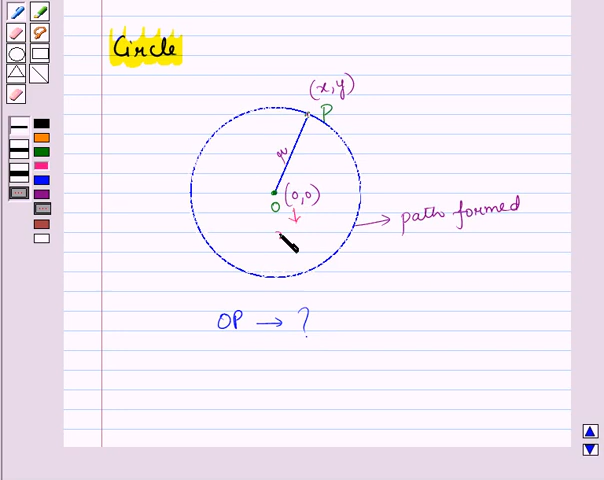 Circle
(x,y)
P
r
O (0,0)
path formed
OP → ?